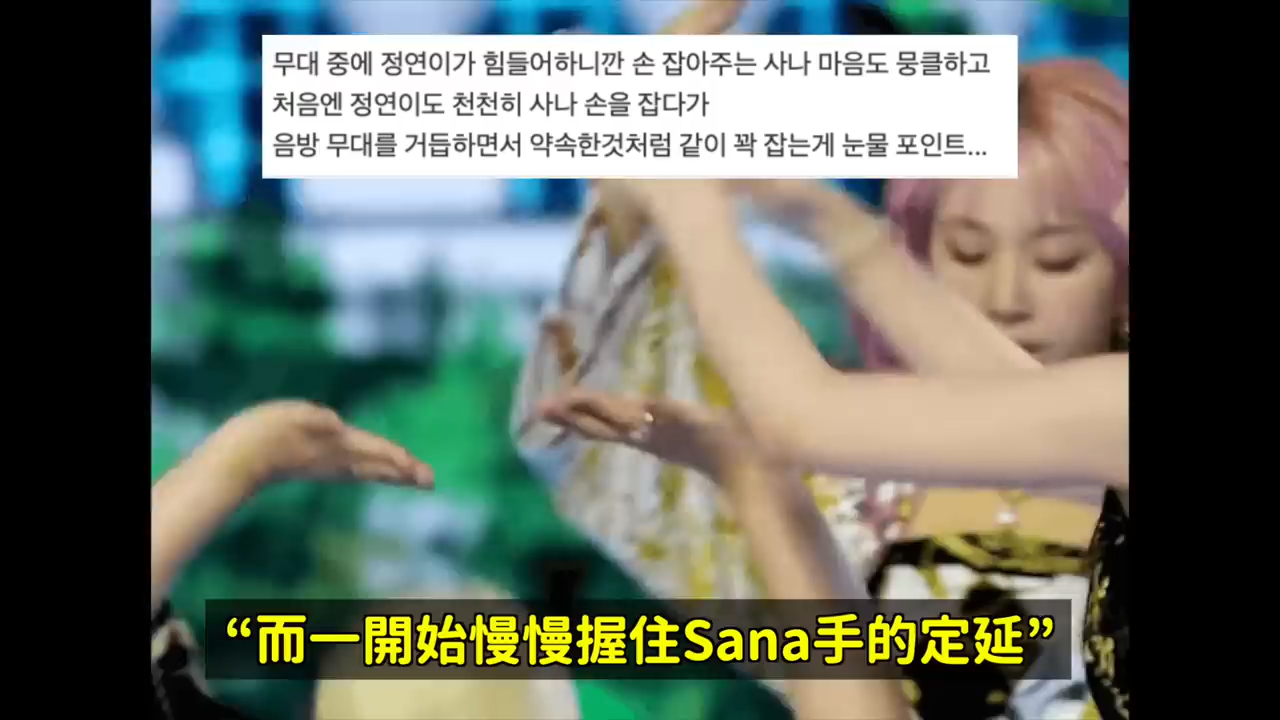 무대 중에 정연이가 힘들어하니깐 손 잡아주는 사나 마음도 뭉클하고
처음엔 정연이도 천천히 사나 손을 잡다가
음방 무대를 거듭하면서 약속한것처럼 같이 꽉 잡는게 눈물 포인트...
“而一開始慢慢握住Sana手的定延”